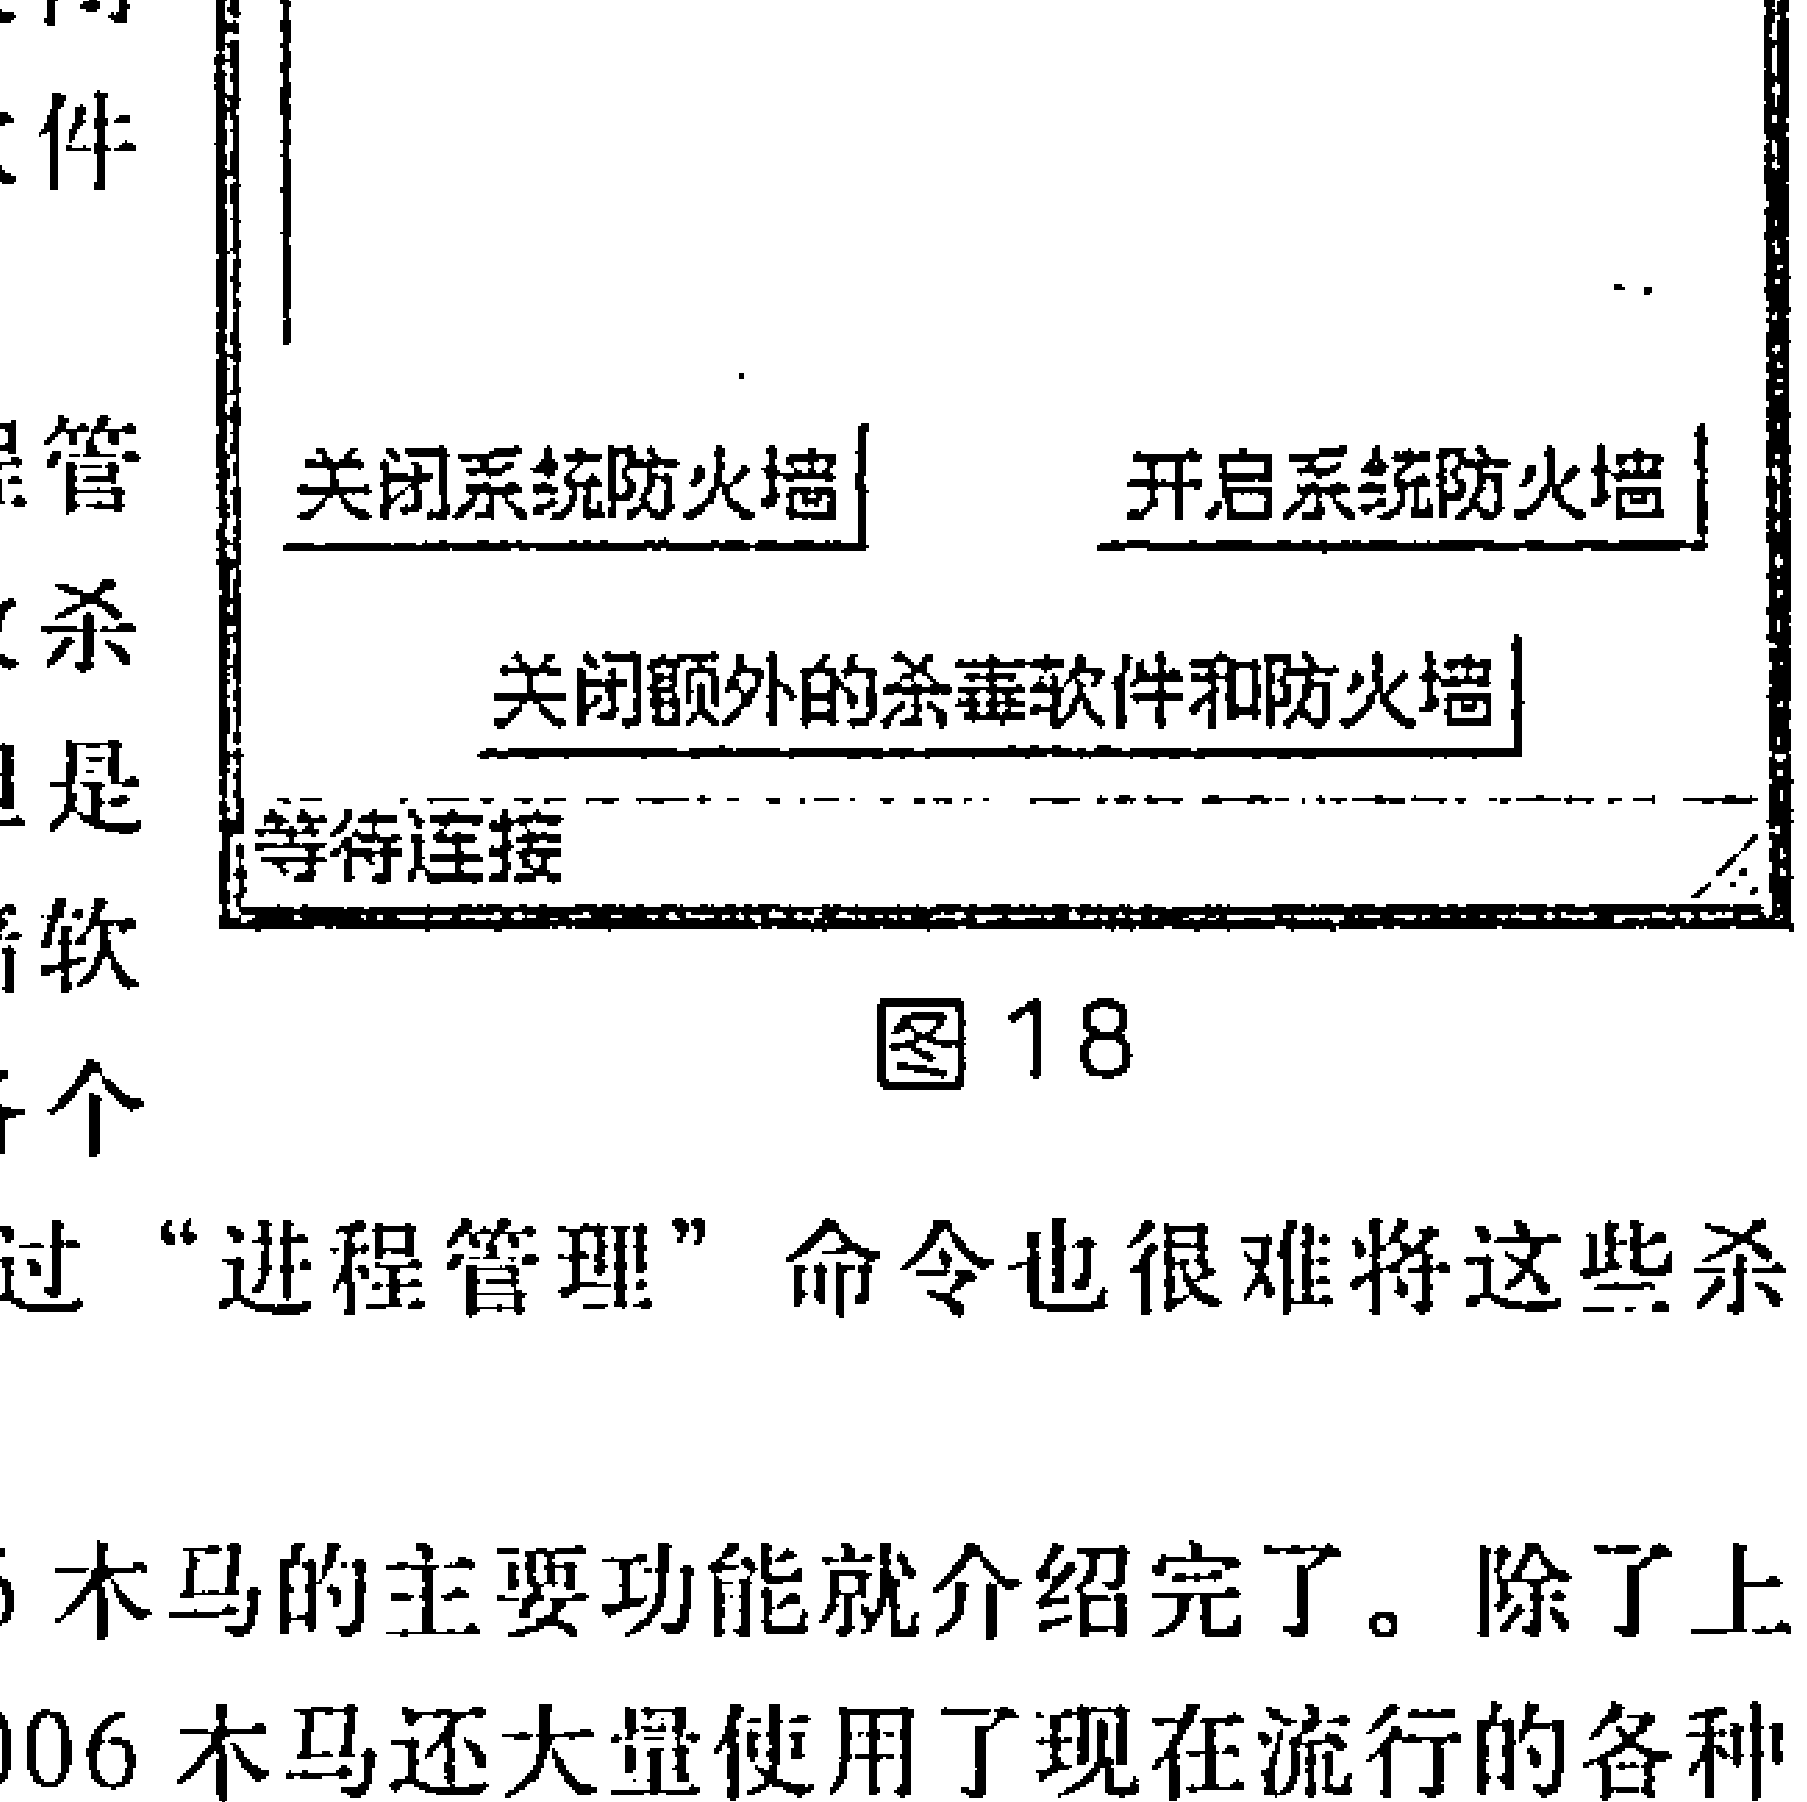 件
管
杀
是
软
个
关闭系统防火墙 开启系统防火墙
关闭额外的杀毒软件和防火墙
等待连接
图 18
过 “进程管理” 命令也很难将这些杀
6 木马的主要功能就介绍完了。除了上
006 木马还大量使用了现在流行的各种